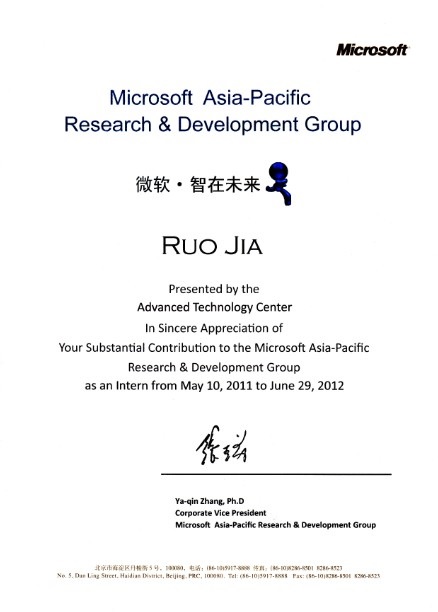 Microsoft
Microsoft Asia-Pacific
Research & Development Group
微软·智在未来
RUO JIA
Presented by the
Advanced Technology Center
In Sincere Appreciation of
Your Substantial Contribution to the Microsoft Asia-Pacific
Research & Development Group
as an Intern from May 10, 2011 to June 29, 2012
Ya-qin Zhang, Ph.D
Corporate Vice President
Microsoft Asia-Pacific Research & Development Group
北京市海淀区丹棱街5号, 100080, 电话: (86-10)5917-8888 传真: (86-10)8286-8501 8286-8523
No. 5, Dan Ling Street, Haidian District, Beijing, PRC, 100080, Tel: (86-10)5917-8888 Fax: (86-10)8286-8501 8286-8523